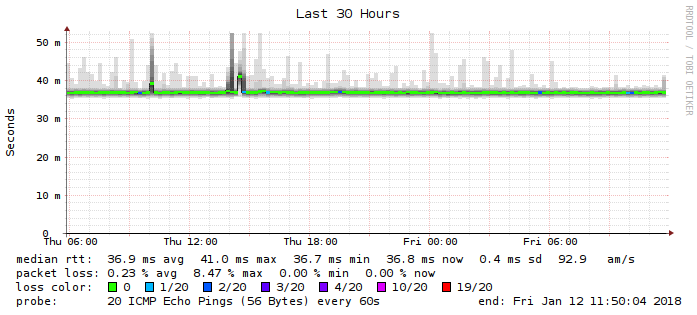 Last 30 Hours
RRDTOOL / TOBI OETIKER
Seconds
50 m
40 m
30 m
20 m
10 m
0
Thu 06:00 Thu 12:00 Thu 18:00 Fri 00:00 Fri 06:00
median rtt: 36.9 ms avg 41.0 ms max 36.7 ms min 36.8 ms now 0.4 ms sd 92.9 am/s
packet loss: 0.23 % avg 8.47 % max 0.00 % min 0.00 % now
loss color: 0 1/20 2/20 3/20 4/20 10/20 19/20
probe: 20 ICMP Echo Pings (56 Bytes) every 60s end: Fri Jan 12 11:50:04 2018